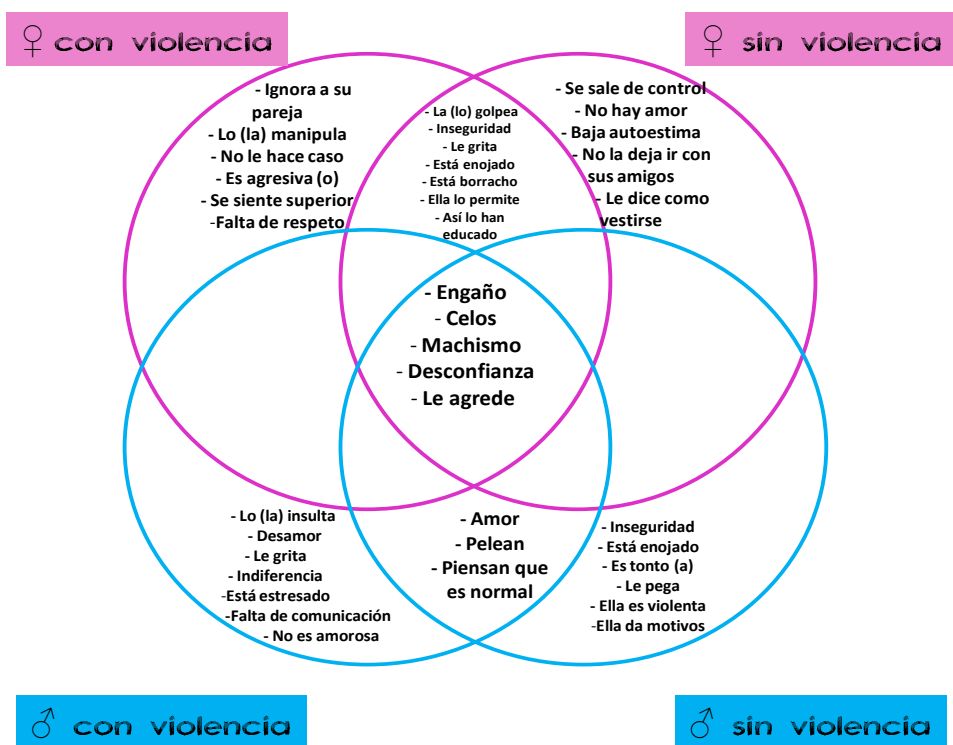 ♀ con violencia
♀ sin violencia
- Ignora a su
pareja
- Lo (la) manipula
- No le hace caso
- Es agresiva (o)
- Se siente superior
-Falta de respeto
- La (lo) golpea
- Inseguridad
- Le grita
- Está enojado
- Está borracho
- Ella lo permite
- Así lo han
educado
- Se sale de control
- No hay amor
- Baja autoestima
- No la deja ir con
sus amigos
- Le dice como
vestirse
- Engaño
- Celos
- Machismo
- Desconfianza
- Le agrede
- Lo (la) insulta
- Desamor
- Le grita
- Indiferencia
-Está estresado
-Falta de comunicación
- No es amorosa
- Amor
- Pelean
- Piensan que
es normal
- Inseguridad
- Está enojado
- Es tonto (a)
- Le pega
- Ella es violenta
-Ella da motivos
♂ con violencia
♂ sin violencia